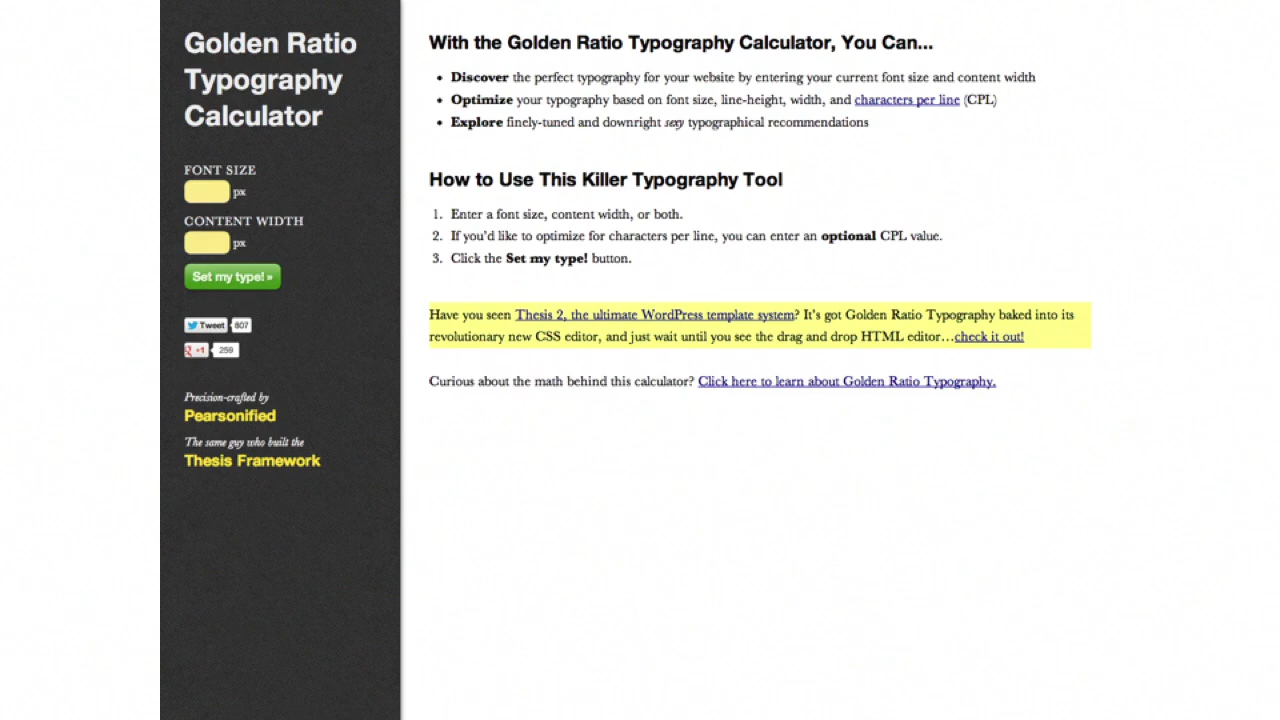 Golden Ratio
Typography
Calculator
FONT SIZE
px
CONTENT WIDTH
px
Set my type! »
Tweet 807
g +1 259
Precision-crafted by
Pearsonified
The same guy who built the
Thesis Framework
With the Golden Ratio Typography Calculator, You Can...
• Discover the perfect typography for your website by entering your current font size and content width
• Optimize your typography based on font size, line-height, width, and characters per line (CPL)
• Explore finely-tuned and downright sexy typographical recommendations
How to Use This Killer Typography Tool
1. Enter a font size, content width, or both.
2. If you'd like to optimize for characters per line, you can enter an optional CPL value.
3. Click the Set my type! button.
Have you seen Thesis 2, the ultimate WordPress template system? It's got Golden Ratio Typography baked into its
revolutionary new CSS editor, and just wait until you see the drag and drop HTML editor…check it out!
Curious about the math behind this calculator? Click here to learn about Golden Ratio Typography.